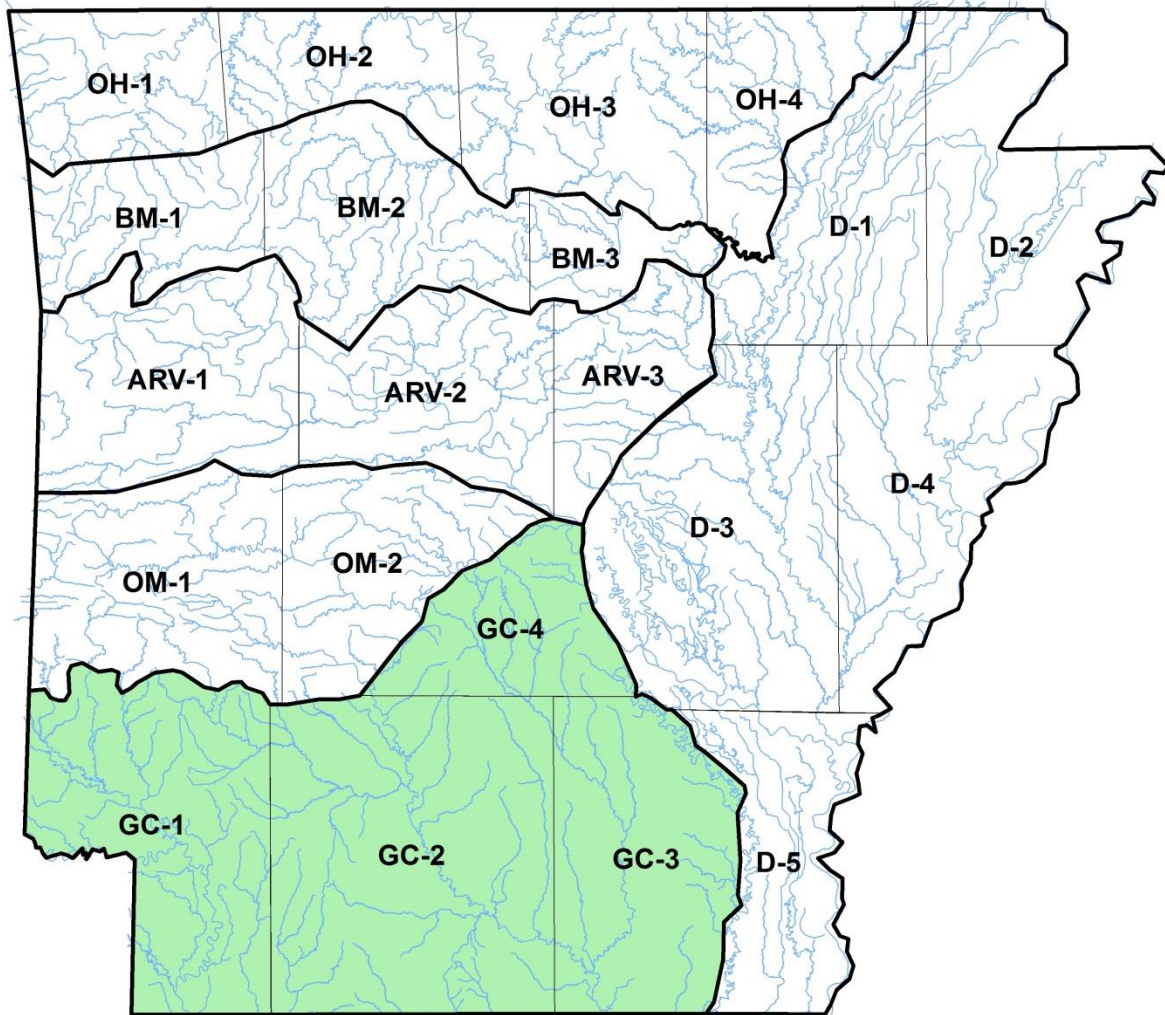 OH-1
OH-2
OH-3
OH-4
BM-1
BM-2
BM-3
D-1
D-2
ARV-1
ARV-2
ARV-3
D-3
D-4
OM-1
OM-2
GC-4
GC-1
GC-2
GC-3
D-5